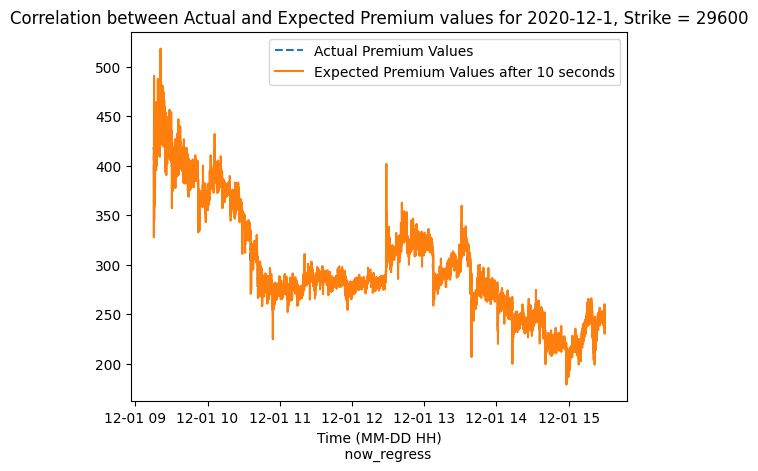 Correlation between Actual and Expected Premium values for 2020-12-1, Strike = 29600
Actual Premium Values
Expected Premium Values after 10 seconds
500
450
400
350
300
250
200
12-01 09 12-01 10 12-01 11 12-01 12 12-01 13 12-01 14 12-01 15
Time (MM-DD HH)
now_regress